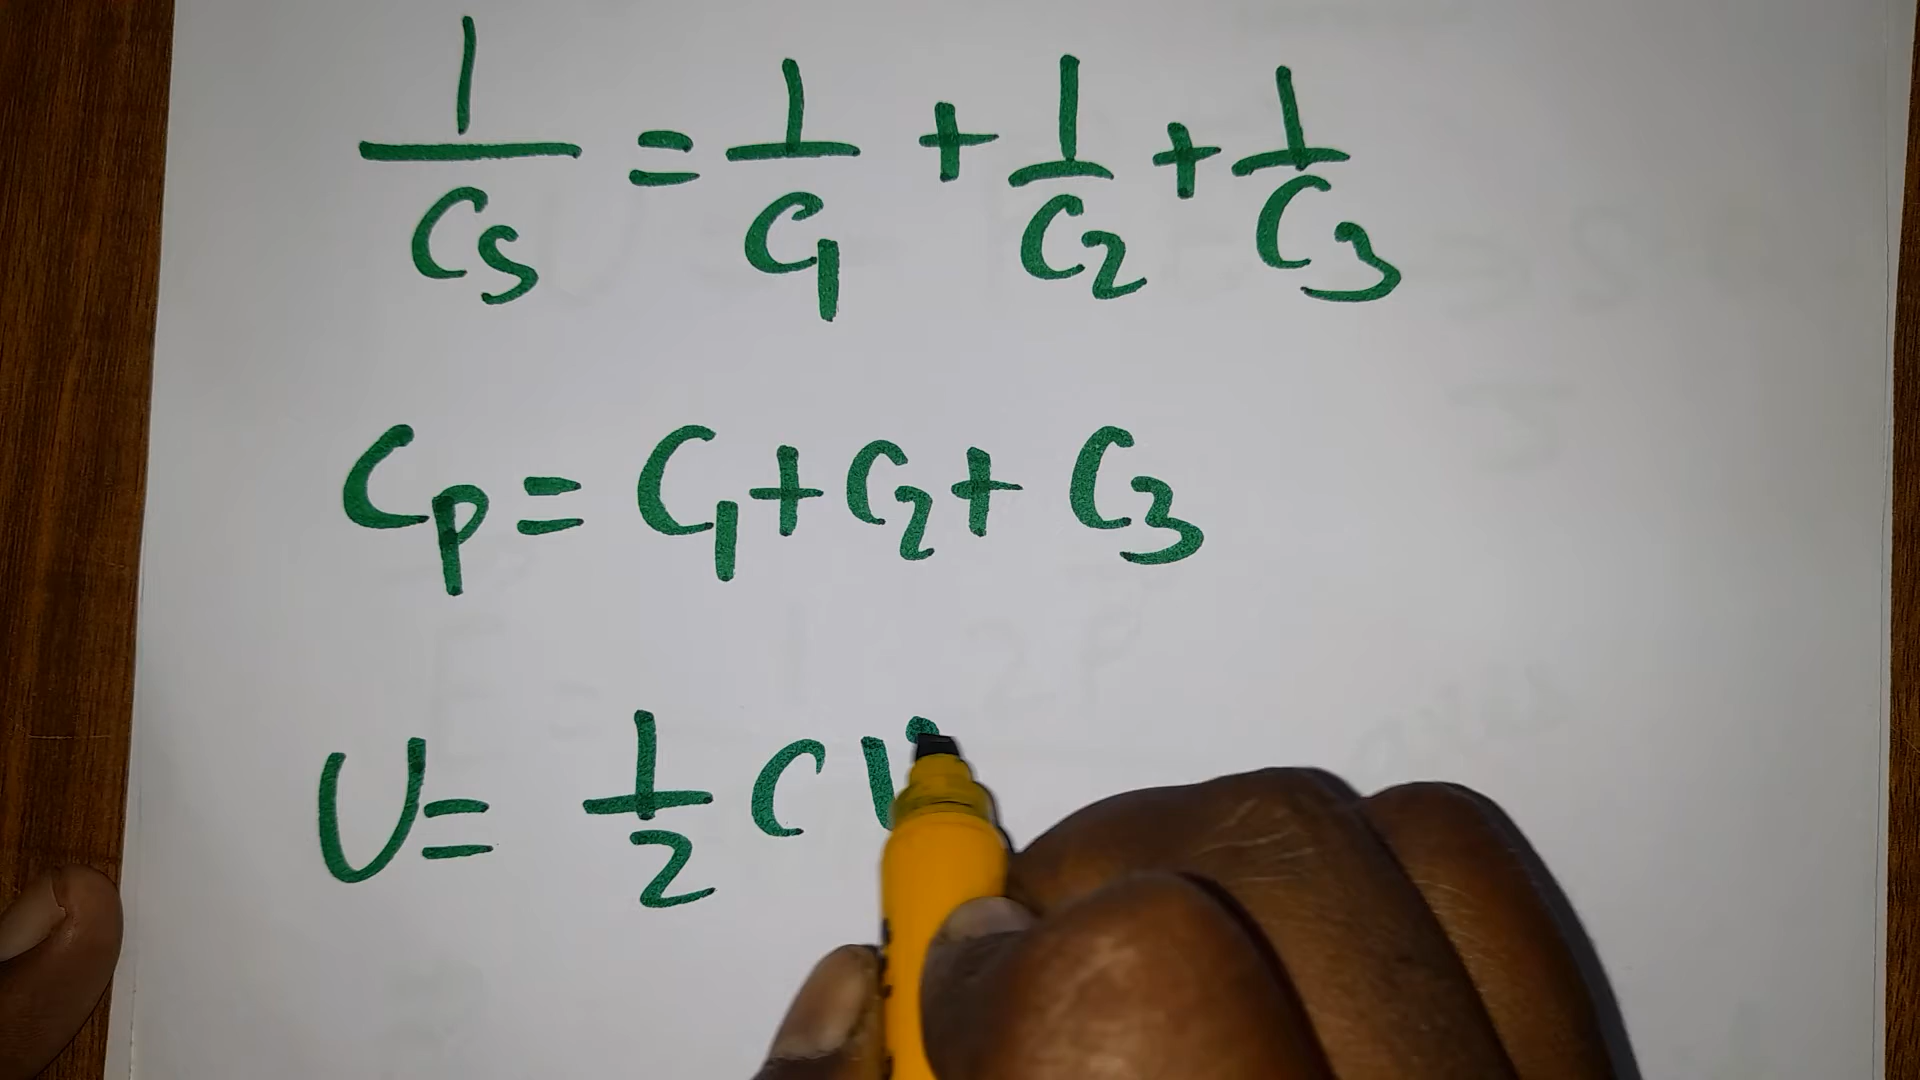 1/Cs = 1/C1 + 1/C2 + 1/C3
Cp = C1 + C2 + C3
U = 1/2 C V